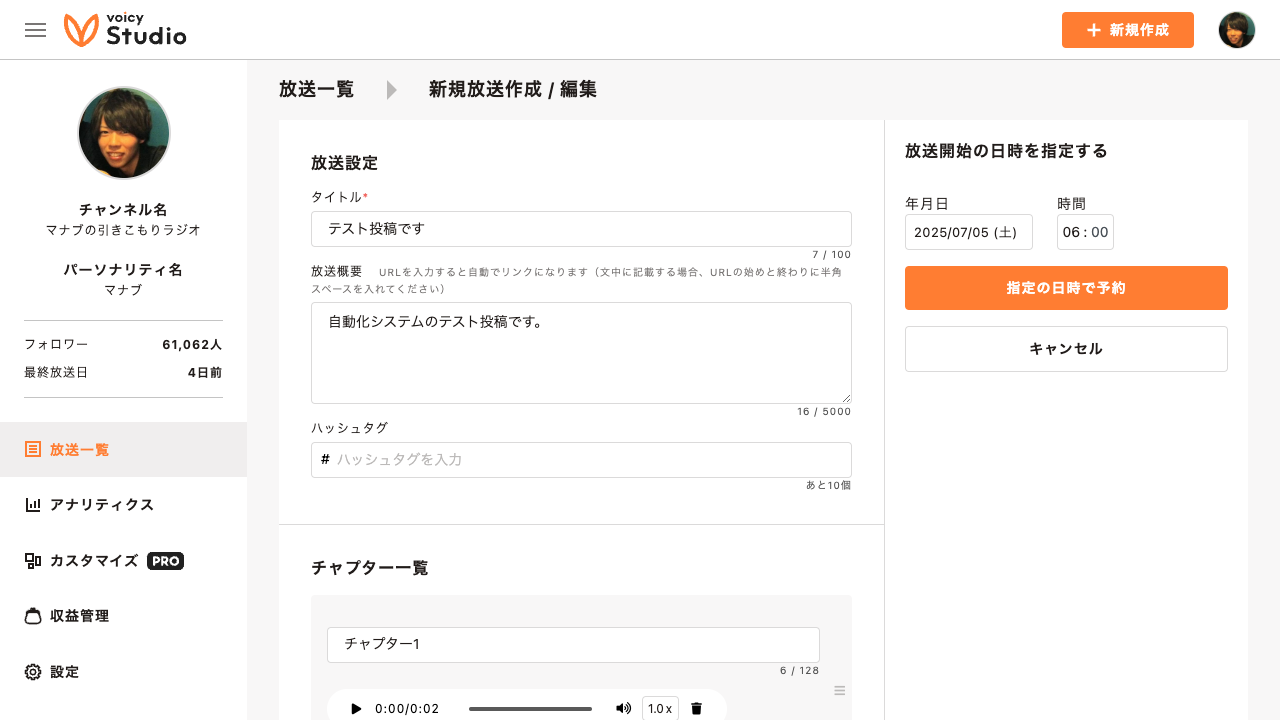 voicy
Studio
新規作成
チャンネル名
マナブの引きこもりラジオ
パーソナリティ名
マナブ
フォロワー 61,062人
最終放送日 4日前
放送一覧
アナリティクス
カスタマイズ PRO
収益管理
設定
放送一覧 新規放送作成 / 編集
放送設定
タイトル*
テスト投稿です
7 / 100
放送概要 URLを入力すると自動でリンクになります（文中に記載する場合、URLの始めと終わりに半角
スペースを入れてください）
自動化システムのテスト投稿です。
16 / 5000
ハッシュタグ
# ハッシュタグを入力
あと10個
チャプター一覧
チャプター1
6 / 128
0:00/0:02 1.0x
放送開始の日時を指定する
年月日 時間
2025/07/05 (土) 06 : 00
指定の日時で予約
キャンセル